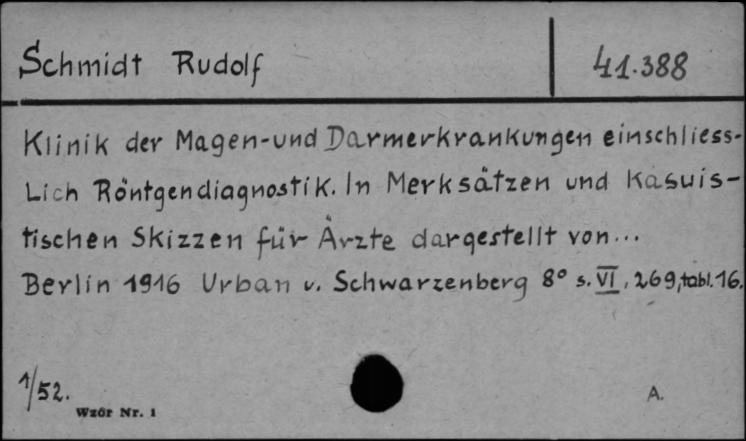 Schmidt Rudolf
41.388
Klinik der Magen-und Darmerkrankungen einschliess-
Lich Röntgendiagnostik. In Merksätzen und Kasuis-
tischen Skizzen für Ärzte dargestellt von...
Berlin 1916 Urban u. Schwarzenberg 8° s. VI, 269, tabl. 16.
1/52.
Wzór Nr. 1
A.